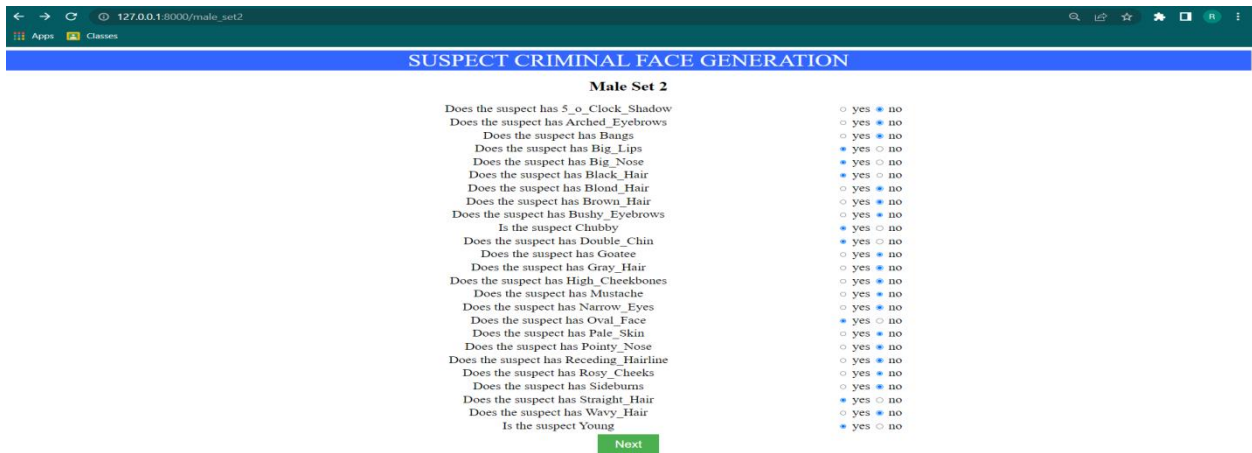 127.0.0.1:8000/male_set2
R
Apps Classes
SUSPECT CRIMINAL FACE GENERATION
Male Set 2
Does the suspect has 5_o_Clock_Shadow yes no
Does the suspect has Arched_Eyebrows yes no
Does the suspect has Bangs yes no
Does the suspect has Big_Lips yes no
Does the suspect has Big_Nose yes no
Does the suspect has Black_Hair yes no
Does the suspect has Blond_Hair yes no
Does the suspect has Brown_Hair yes no
Does the suspect has Bushy_Eyebrows yes no
Is the suspect Chubby yes no
Does the suspect has Double_Chin yes no
Does the suspect has Goatee yes no
Does the suspect has Gray_Hair yes no
Does the suspect has High_Cheekbones yes no
Does the suspect has Mustache yes no
Does the suspect has Narrow_Eyes yes no
Does the suspect has Oval_Face yes no
Does the suspect has Pale_Skin yes no
Does the suspect has Pointy_Nose yes no
Does the suspect has Receding_Hairline yes no
Does the suspect has Rosy_Cheeks yes no
Does the suspect has Sideburns yes no
Does the suspect has Straight_Hair yes no
Does the suspect has Wavy_Hair yes no
Is the suspect Young yes no
Next